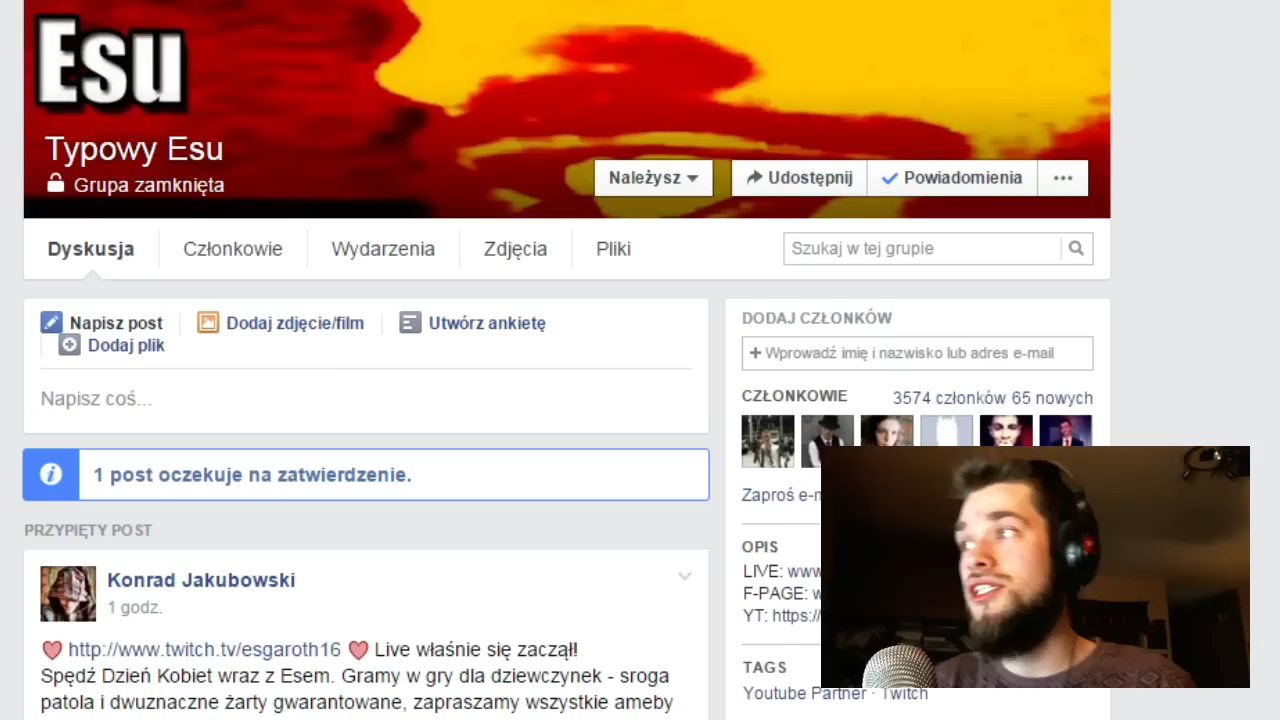 Esu
Typowy Esu
Grupa zamknięta
Należysz
Udostępnij
Powiadomienia
Dyskusja
Członkowie
Wydarzenia
Zdjęcia
Pliki
Szukaj w tej grupie
Napisz post
Dodaj zdjęcie/film
Utwórz ankietę
Dodaj plik
Napisz coś...
1 post oczekuje na zatwierdzenie.
PRZYPIĘTY POST
Konrad Jakubowski
1 godz.
http://www.twitch.tv/esgaroth16 Live właśnie się zaczął!
Spędź Dzień Kobiet wraz z Esem. Gramy w gry dla dziewczynek - sroga
patola i dwuznaczne żarty gwarantowane, zapraszamy wszystkie ameby
DODAJ CZŁONKÓW
+ Wprowadź imię i nazwisko lub adres e-mail
CZŁONKOWIE 3574 członków 65 nowych
Zaproś e-m
OPIS
LIVE: www
F-PAGE: w
YT: https://
TAGS
Youtube Partner · Twitch